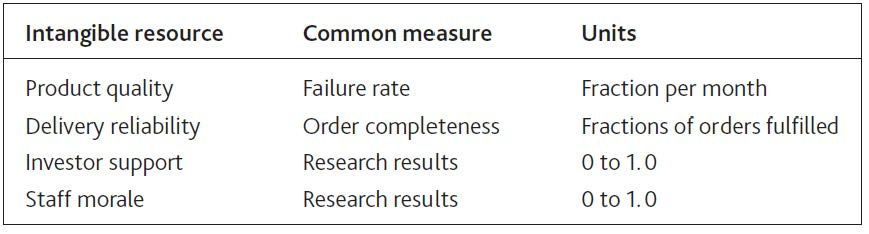 Intangible resource Common measure Units
Product quality Failure rate Fraction per month
Delivery reliability Order completeness Fractions of orders fulfilled
Investor support Research results 0 to 1.0
Staff morale Research results 0 to 1.0